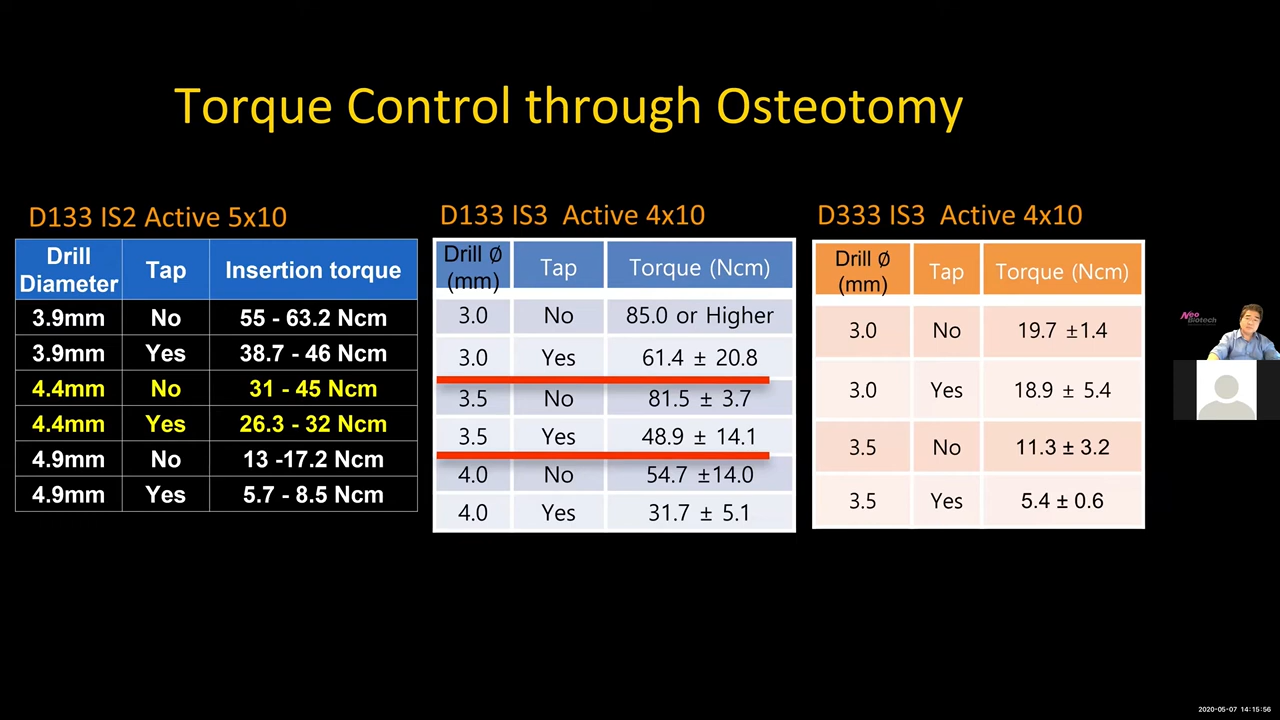 Torque Control through Osteotomy
D133 IS2 Active 5x10
Drill Diameter Tap Insertion torque
3.9mm No 55 - 63.2 Ncm
3.9mm Yes 38.7 - 46 Ncm
4.4mm No 31 - 45 Ncm
4.4mm Yes 26.3 - 32 Ncm
4.9mm No 13 -17.2 Ncm
4.9mm Yes 5.7 - 8.5 Ncm
D133 IS3 Active 4x10
Drill Ø (mm) Tap Torque (Ncm)
3.0 No 85.0 or Higher
3.0 Yes 61.4 ± 20.8
3.5 No 81.5 ± 3.7
3.5 Yes 48.9 ± 14.1
4.0 No 54.7 ±14.0
4.0 Yes 31.7 ± 5.1
D333 IS3 Active 4x10
Drill Ø (mm) Tap Torque (Ncm)
3.0 No 19.7 ±1.4
3.0 Yes 18.9 ± 5.4
3.5 No 11.3 ± 3.2
3.5 Yes 5.4 ± 0.6
Neo
Biotech
2020-05-07 14:15:56